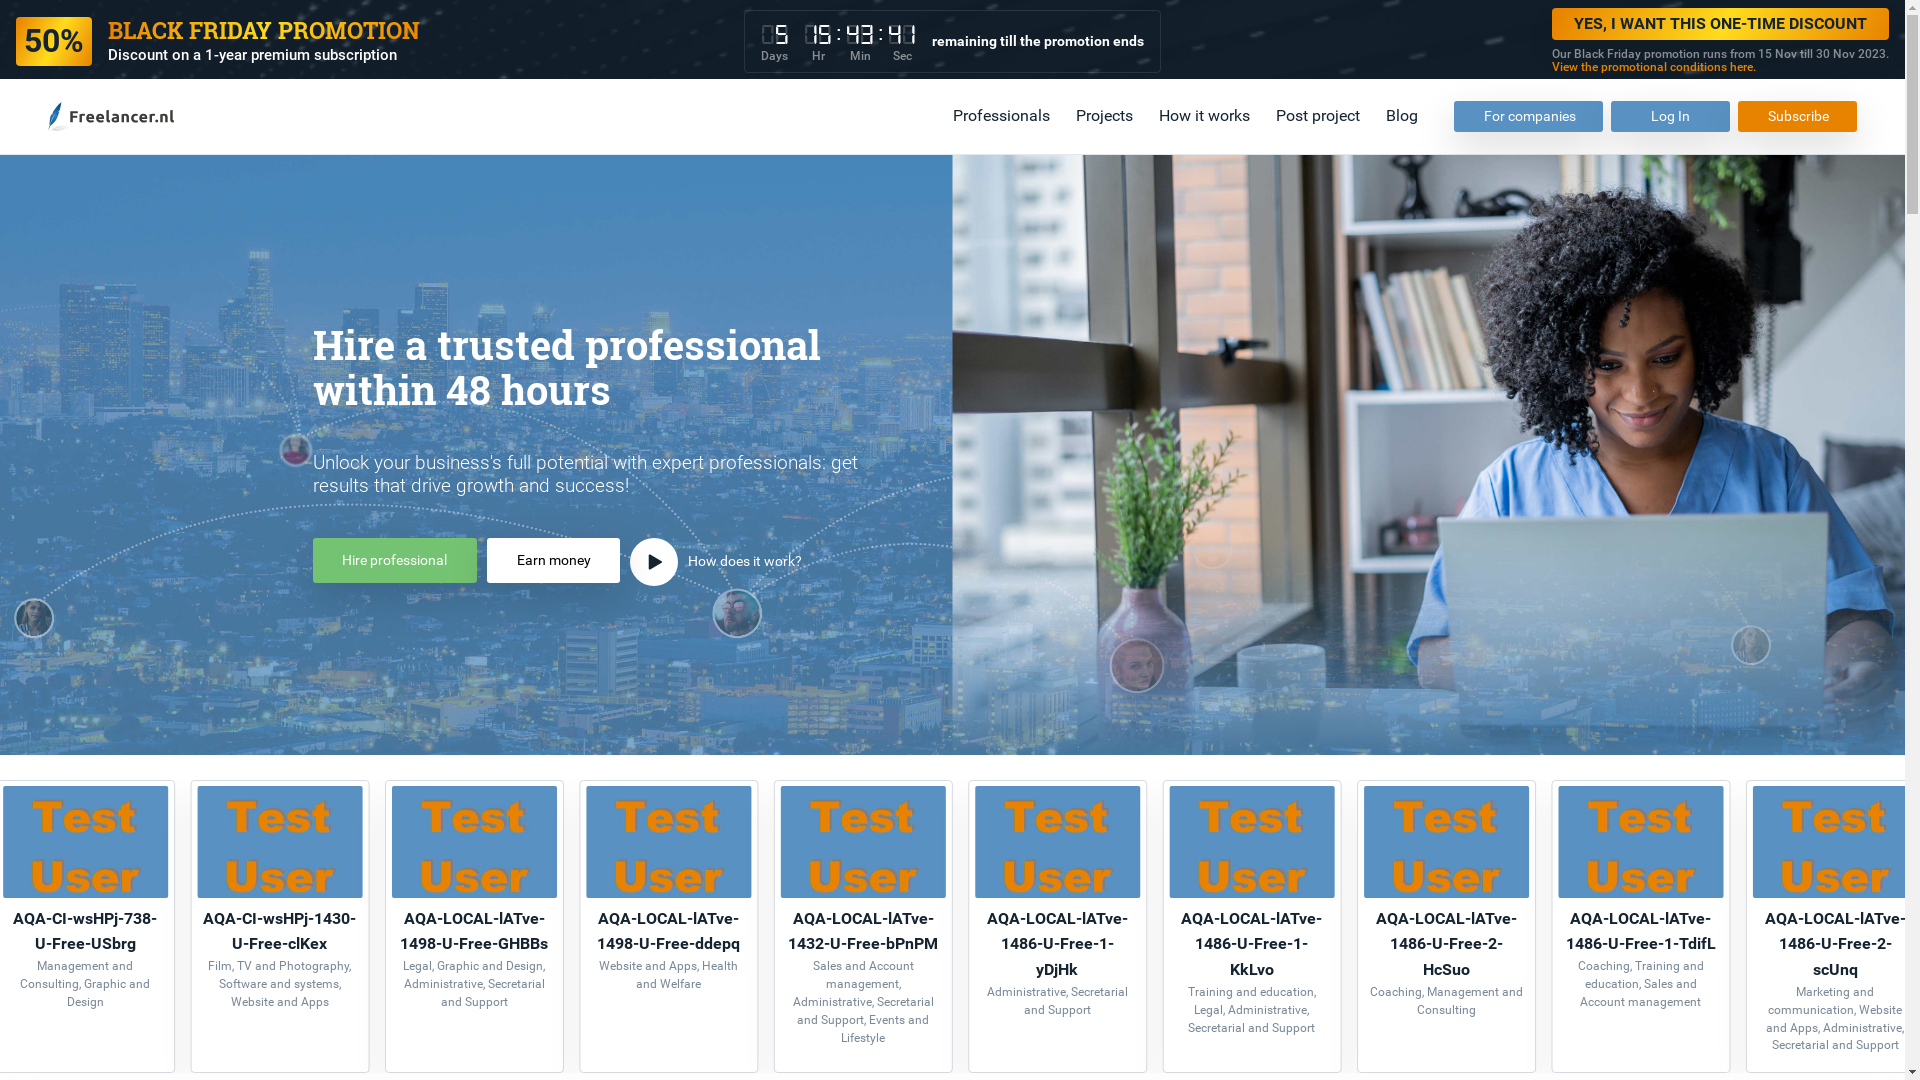 50%
BLACK FRIDAY PROMOTION
Discount on a 1-year premium subscription
5 15:43:41
Days Hr Min Sec
remaining till the promotion ends
YES, I WANT THIS ONE-TIME DISCOUNT
Our Black Friday promotion runs from 15 Nov till 30 Nov 2023.
View the promotional conditions here.
Freelancer.nl
Professionals
Projects
How it works
Post project
Blog
For companies
Log In
Subscribe
Hire a trusted professional
within 48 hours
Unlock your business's full potential with expert professionals: get
results that drive growth and success!
Hire professional
Earn money
How does it work?
Test
User
AQA-CI-wsHPj-738-
U-Free-USbrg
Management and
Consulting, Graphic and
Design
Test
User
AQA-CI-wsHPj-1430-
U-Free-clKex
Film, TV and Photography,
Software and systems,
Website and Apps
Test
User
AQA-LOCAL-lATve-
1498-U-Free-GHBBs
Legal, Graphic and Design,
Administrative, Secretarial
and Support
Test
User
AQA-LOCAL-lATve-
1498-U-Free-ddepq
Website and Apps, Health
and Welfare
Test
User
AQA-LOCAL-lATve-
1432-U-Free-bPnPM
Sales and Account
management,
Administrative, Secretarial
and Support, Events and
Lifestyle
Test
User
AQA-LOCAL-lATve-
1486-U-Free-1-
yDjHk
Administrative, Secretarial
and Support
Test
User
AQA-LOCAL-lATve-
1486-U-Free-1-
KkLvo
Training and education,
Legal, Administrative,
Secretarial and Support
Test
User
AQA-LOCAL-lATve-
1486-U-Free-2-
HcSuo
Coaching, Management and
Consulting
Test
User
AQA-LOCAL-lATve-
1486-U-Free-1-TdifL
Coaching, Training and
education, Sales and
Account management
Test
User
AQA-LOCAL-lATve-
1486-U-Free-2-
scUnq
Marketing and
communication, Website
and Apps, Administrative,
Secretarial and Support